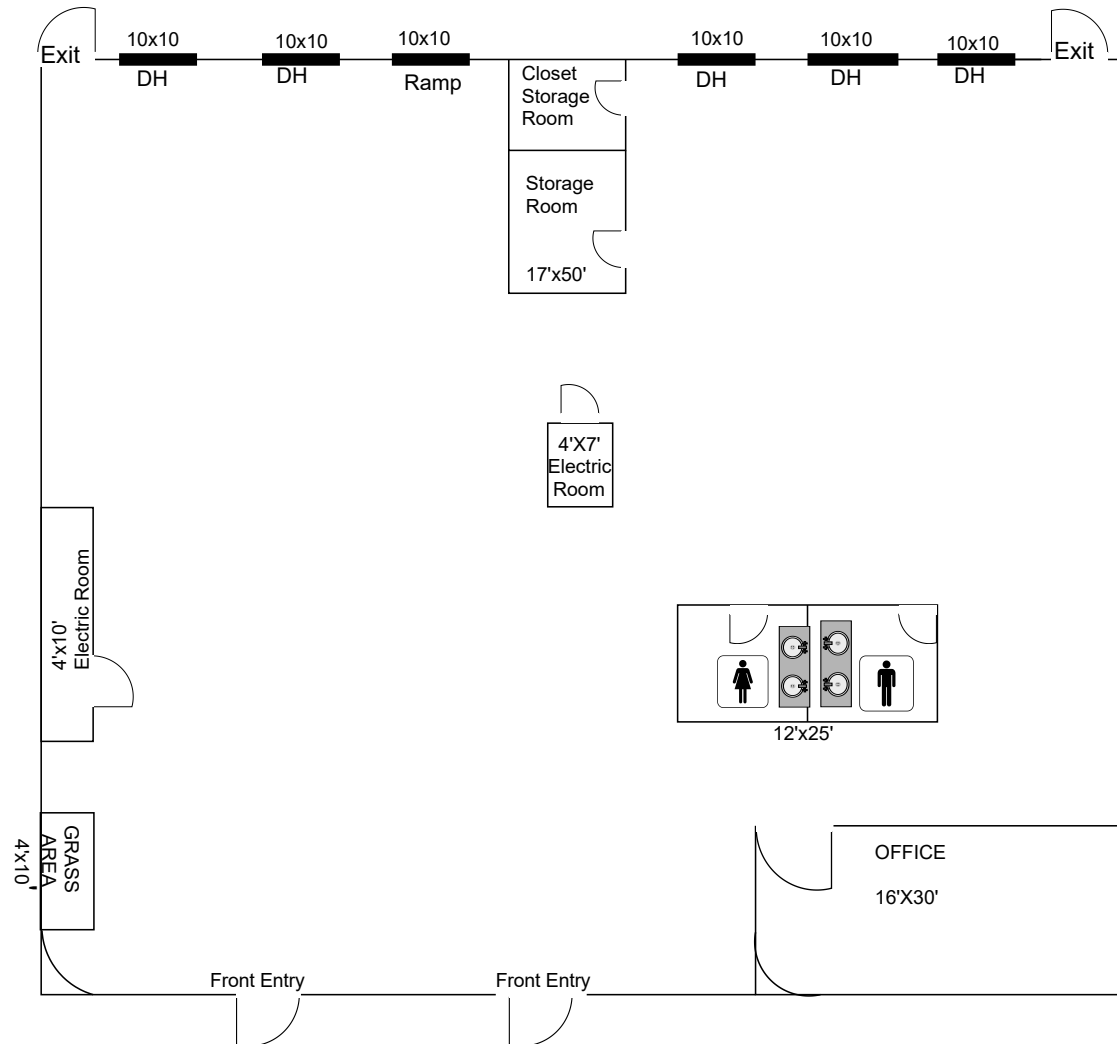 10x10
10x10
10x10
10x10
10x10
10x10
Exit
Exit
DH
DH
Ramp
DH
DH
DH
Closet
Storage
Room
Storage
Room
17'x50'
4'X7'
Electric
Room
4'x10'
Electric Room
12'x25'
GRASS
AREA
4'x10'
OFFICE
16'X30'
Front Entry
Front Entry